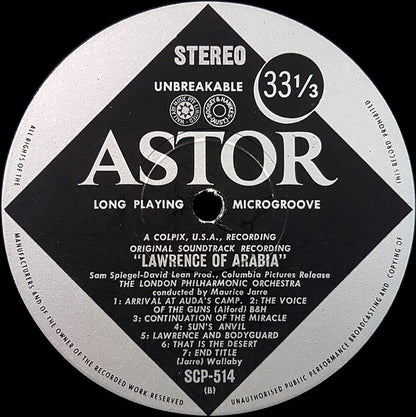 STEREO
UNBREAKABLE
33 1/3
ASTOR
LONG PLAYING MICROGROOVE
A COLPIX, U.S.A., RECORDING
ORIGINAL SOUNDTRACK RECORDING
"LAWRENCE OF ARABIA"
Sam Spiegel-David Lean Prod., Columbia Pictures Release
THE LONDON PHILHARMONIC ORCHESTRA
conducted by Maurice Jarre
1: ARRIVAL AT AUDA'S CAMP. 2: THE VOICE
OF THE GUNS (Alford) B&H
3: CONTINUATION OF THE MIRACLE
4: SUN'S ANVIL
5: LAWRENCE AND BODYGUARD
6: THAT IS THE DESERT
7: END TITLE
(Jarre) Wallaby
SCP-514
(B)
ALL RIGHTS OF THE
MANUFACTURERS AND OF THE OWNER OF THE RECORDED WORK RESERVED
UNAUTHORISED PUBLIC PERFORMANCE BROADCASTING AND COPYING OF
THIS RECORD PROHIBITED